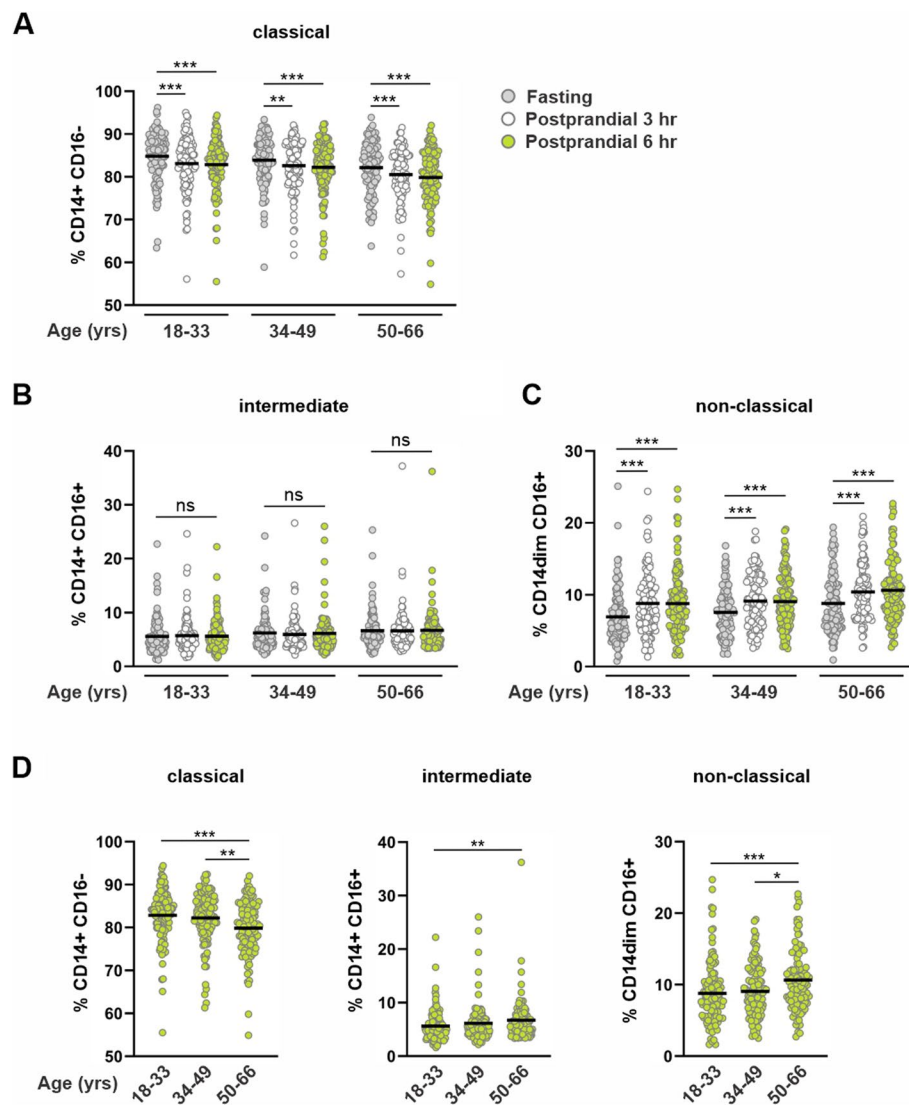 A
classical
*** *** *** ** *** ***
% CD14+ CD16-
100
90
80
70
60
50
Age (yrs) 18-33 34-49 50-66
Fasting
Postprandial 3 hr
Postprandial 6 hr
B
intermediate
ns ns ns
% CD14+ CD16+
40
30
20
10
0
Age (yrs) 18-33 34-49 50-66
C
non-classical
*** *** *** *** *** ***
% CD14dim CD16+
30
20
10
0
Age (yrs) 18-33 34-49 50-66
D
classical
*** **
% CD14+ CD16-
100
90
80
70
60
50
Age (yrs) 18-33 34-49 50-66
intermediate
**
% CD14+ CD16+
40
30
20
10
0
18-33 34-49 50-66
non-classical
*** *
% CD14dim CD16+
30
20
10
0
18-33 34-49 50-66